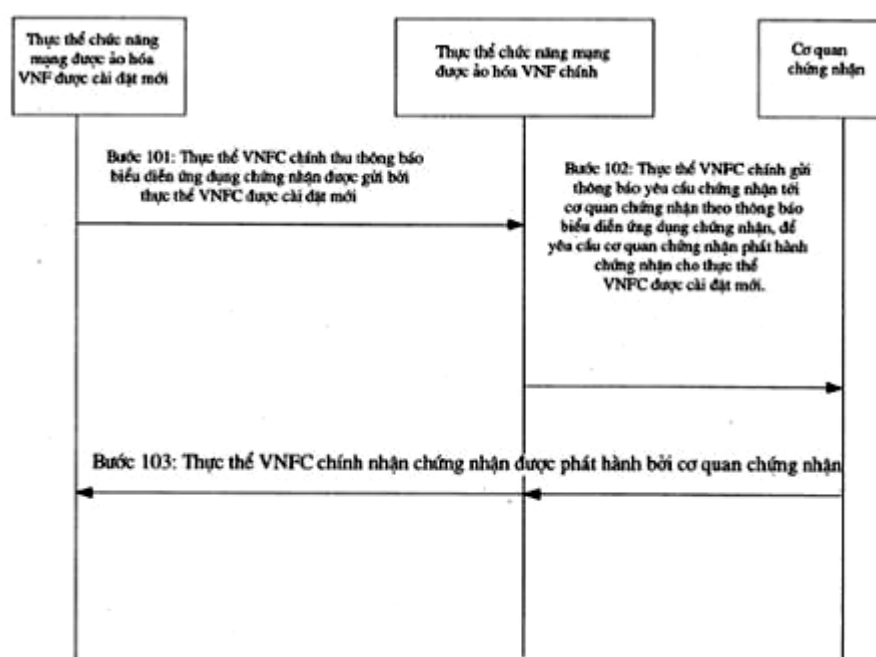 Thực thể chức năng
mạng được ảo hóa
VNF được cài đặt mới
Thực thể chức năng mạng
được ảo hóa VNF chính
Cơ quan
chứng nhận
Bước 101: Thực thể VNFC chính thu thông báo
biểu diễn ứng dụng chứng nhận được gửi bởi
thực thể VNFC được cài đặt mới
Bước 102: Thực thể VNFC chính gửi
thông báo yêu cầu chứng nhận tới
cơ quan chứng nhận theo thông báo
biểu diễn ứng dụng chứng nhận, để
yêu cầu cơ quan chứng nhận phát hành
chứng nhận cho thực thể
VNFC được cài đặt mới.
Bước 103: Thực thể VNFC chính nhận chứng nhận được phát hành bởi cơ quan chứng nhận